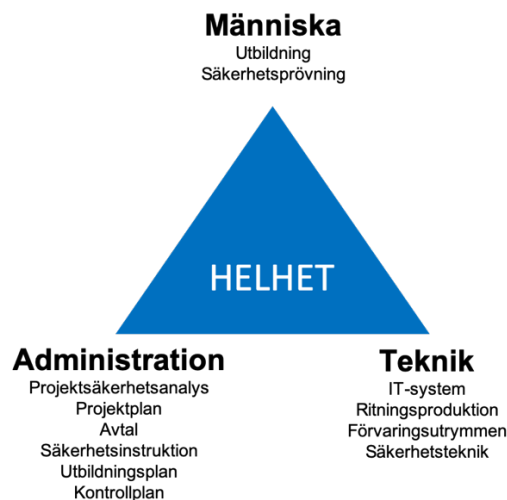 Människa
Utbildning
Säkerhetsprövning
HELHET
Administration
Projektsäkerhetsanalys
Projektplan
Avtal
Säkerhetsinstruktion
Utbildningsplan
Kontrollplan
Teknik
IT-system
Ritningsproduktion
Förvaringsutrymmen
Säkerhetsteknik